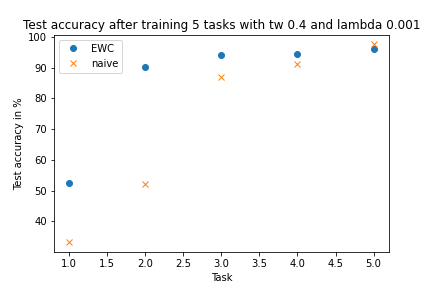 Test accuracy after training 5 tasks with tw 0.4 and lambda 0.001
EWC
naive
Test accuracy in %
100
90
80
70
60
50
40
1.0 1.5 2.0 2.5 3.0 3.5 4.0 4.5 5.0
Task